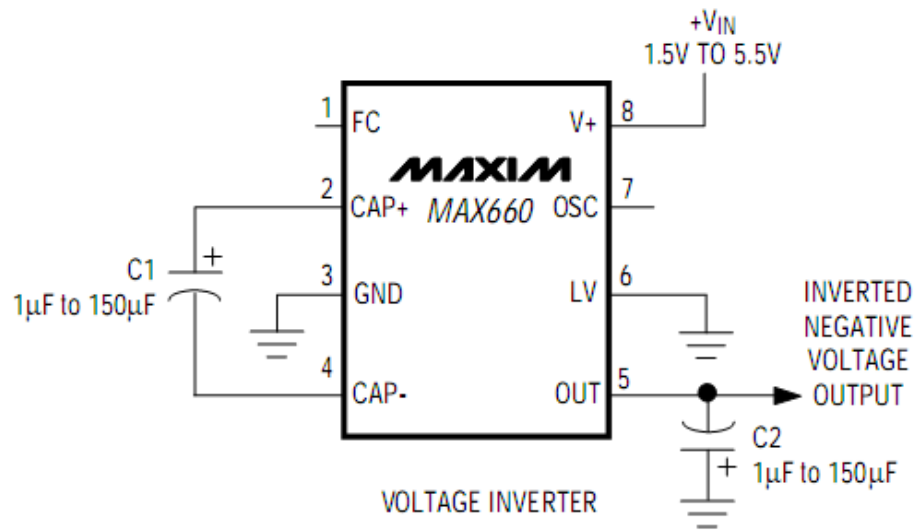 +VIN
1.5V TO 5.5V
1
FC
V+
8
MAXIM
2
CAP+
MAX660
OSC
7
+
C1
1µF to 150µF
3
GND
LV
6
INVERTED
NEGATIVE
VOLTAGE
OUTPUT
4
CAP-
OUT
5
C2
+
1µF to 150µF
VOLTAGE INVERTER